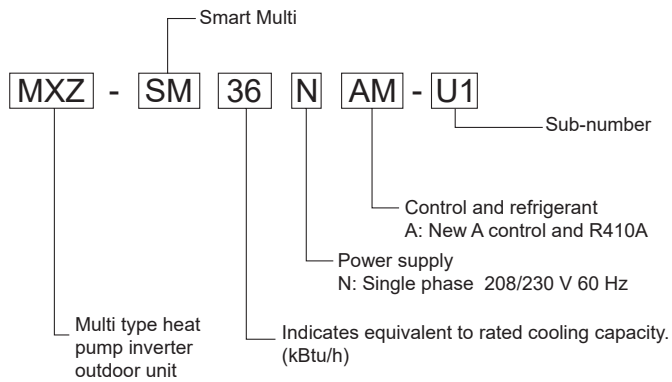 Smart Multi
MXZ - SM 36 N AM - U1
Sub-number
Control and refrigerant
A: New A control and R410A
Power supply
N: Single phase 208/230 V 60 Hz
Indicates equivalent to rated cooling capacity.
(kBtu/h)
Multi type heat
pump inverter
outdoor unit